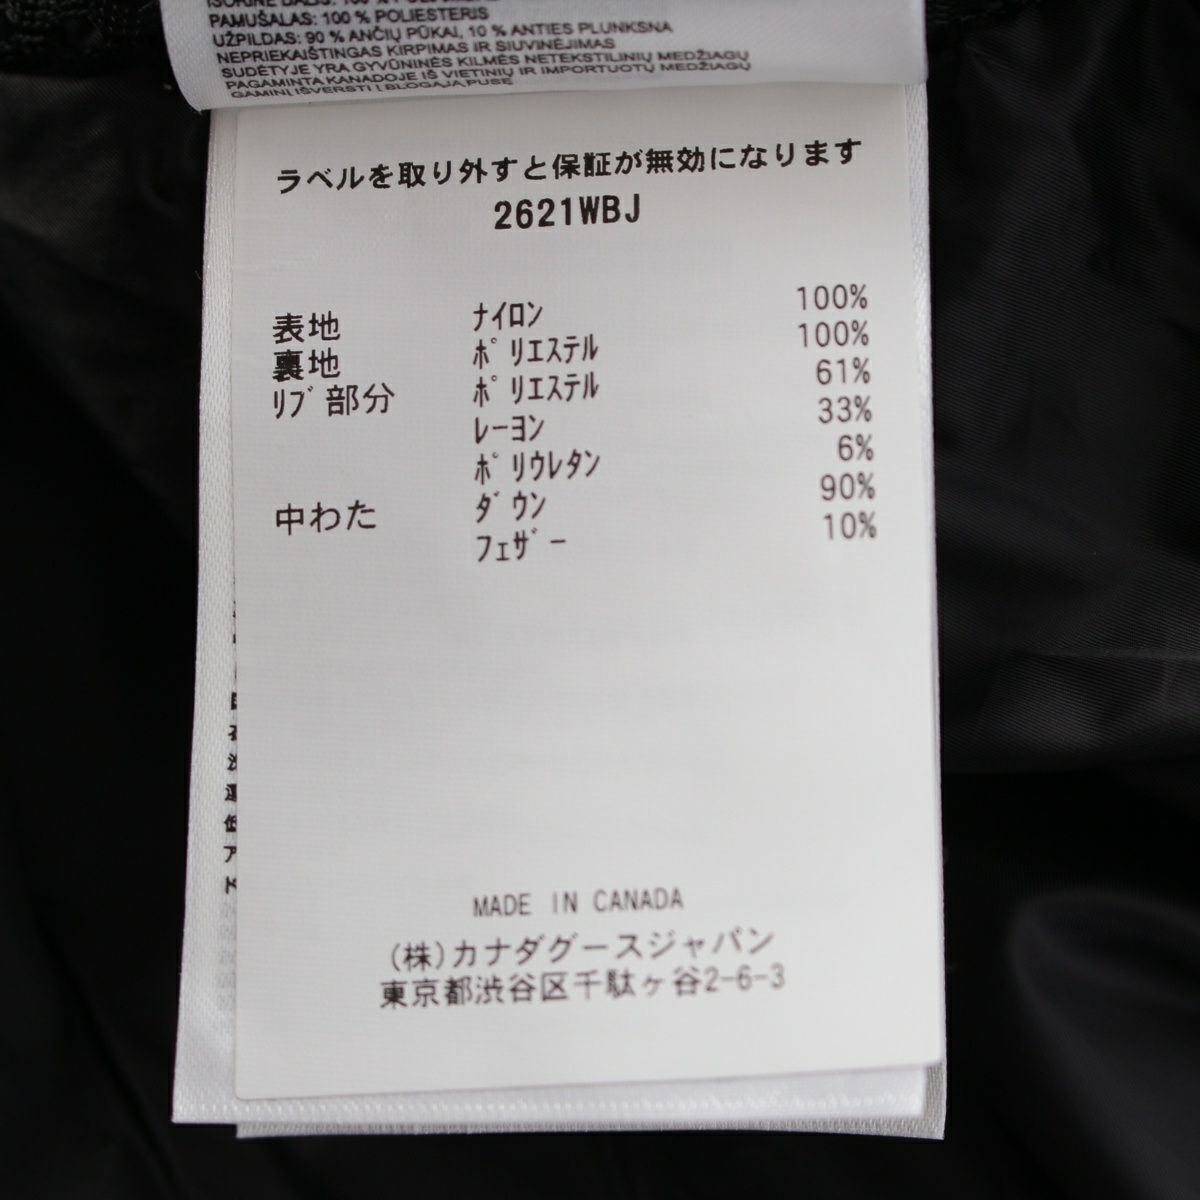 PAMUŠALAS: 100 % POLIESTERIS
UŽPILDAS: 90 % ANČIŲ PŪKAI, 10 % ANTIES PLUNKSNA
NEPRIEKAIŠTINGAS KIRPIMAS IR SIUVINĖJIMAS
SUDĖTYJE YRA GYVŪNINĖS KILMĖS NETEKSTILINIŲ MEDŽIAGŲ
PAGAMINTA KANADOJE IŠ VIETINIŲ IR IMPORTUOTŲ MEDŽIAGŲ
GAMINĮ IŠVERSTI Į BLOGĄJĄ PUSĘ
ラベルを取り外すと保証が無効になります
2621WBJ
表地 ﾅｲﾛﾝ 100%
裏地 ﾎﾟﾘｴｽﾃﾙ 100%
ﾘﾌﾞ部分 ﾎﾟﾘｴｽﾃﾙ 61%
ﾚｰﾖﾝ 33%
ﾎﾟﾘｳﾚﾀﾝ 6%
中わた ﾀﾞｳﾝ 90%
ﾌｪｻﾞｰ 10%
MADE IN CANADA
(株)カナダグースジャパン
東京都渋谷区千駄ヶ谷2-6-3